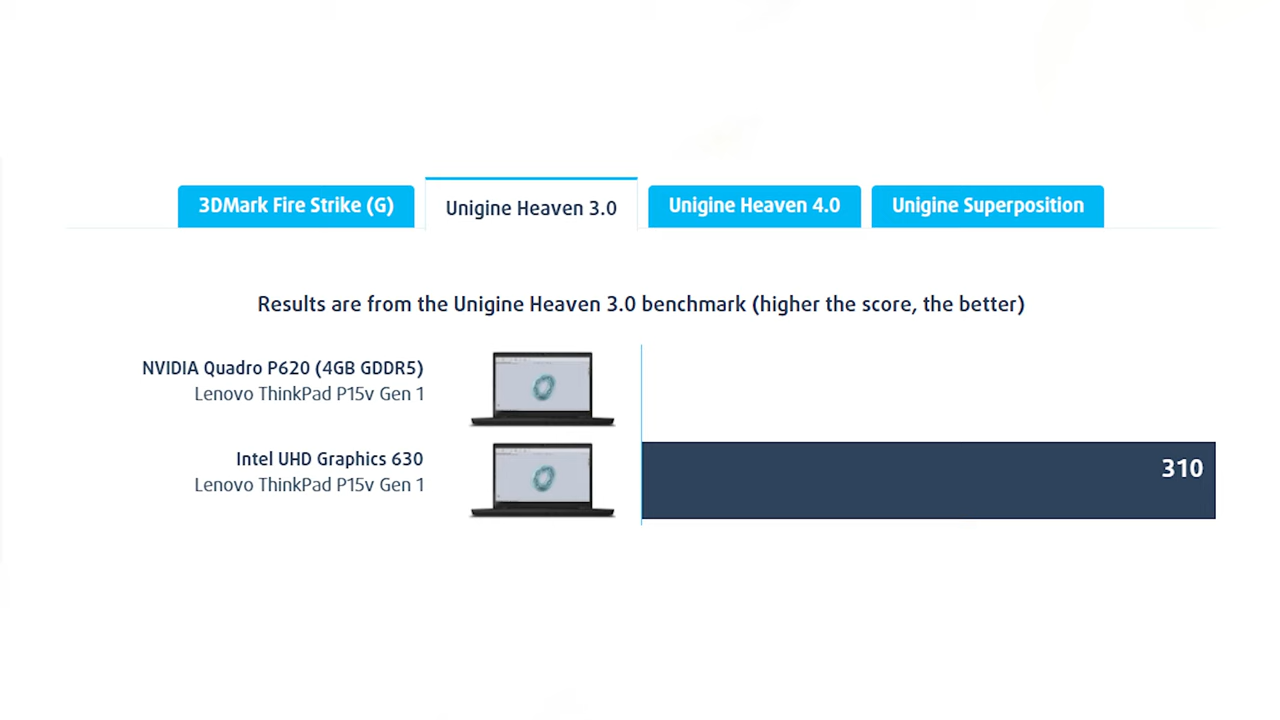 3DMark Fire Strike (G) Unigine Heaven 3.0 Unigine Heaven 4.0 Unigine Superposition
Results are from the Unigine Heaven 3.0 benchmark (higher the score, the better)
NVIDIA Quadro P620 (4GB GDDR5)
Lenovo ThinkPad P15v Gen 1
Intel UHD Graphics 630
Lenovo ThinkPad P15v Gen 1
310